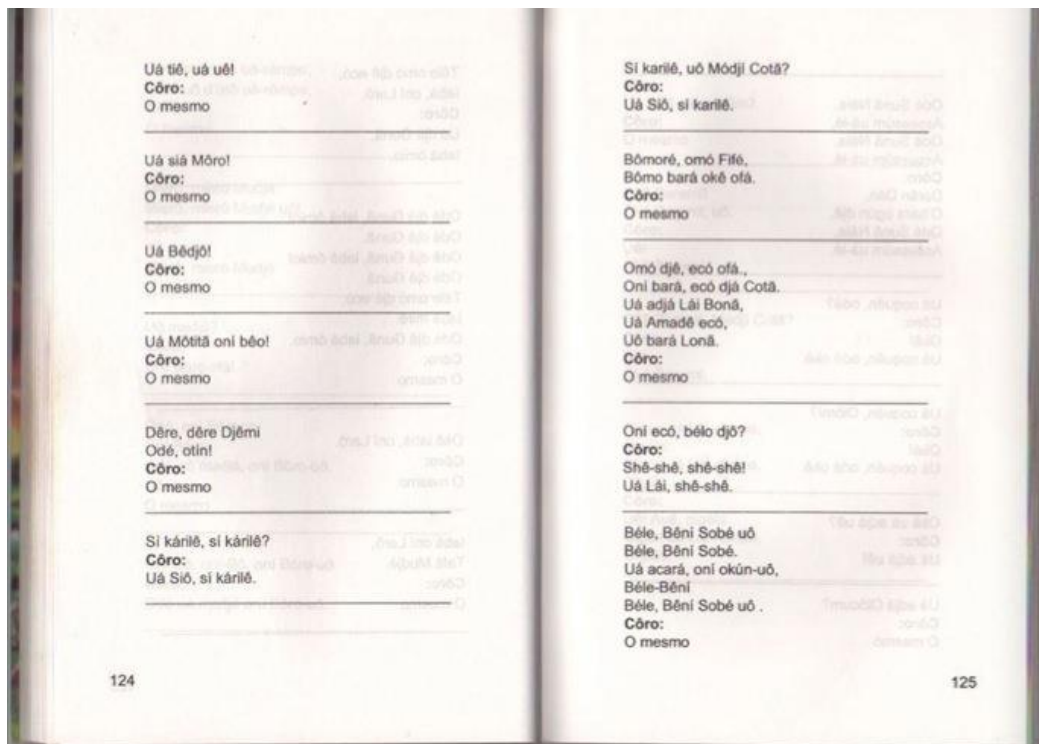 Uá tiê, uá uê!
Côro:
O mesmo
Uá siá Môro!
Côro:
O mesmo
Uá Bêdjô!
Côro:
O mesmo
Uá Môtitã oní bêo!
Côro:
O mesmo
Dêre, dêre Djêmi
Odé, otin!
Côro:
O mesmo
Sí kárilê, sí kárilê?
Côro:
Uá Siô, sí kárilê.
124
Sí karilê, uô Módjí Cotã?
Côro:
Uá Siô, sí karilê.
Bômoré, omó Fifé,
Bômo bará okê ofá.
Côro:
O mesmo
Omó djê, ecó ofá.,
Oní bará, ecó djá Cotã.
Uá adjá Lái Bonã,
Uá Amadê ecó,
Uô bará Lonã.
Côro:
O mesmo
Oní ecó, bélo djô?
Côro:
Shê-shê, shê-shê!
Uá Lái, shê-shê.
Béle, Bêní Sobé uô
Béle, Bêní Sobé.
Uá acará, oní okún-uô,
Béle-Bêní
Béle, Bêní Sobé uô .
Côro:
O mesmo
125